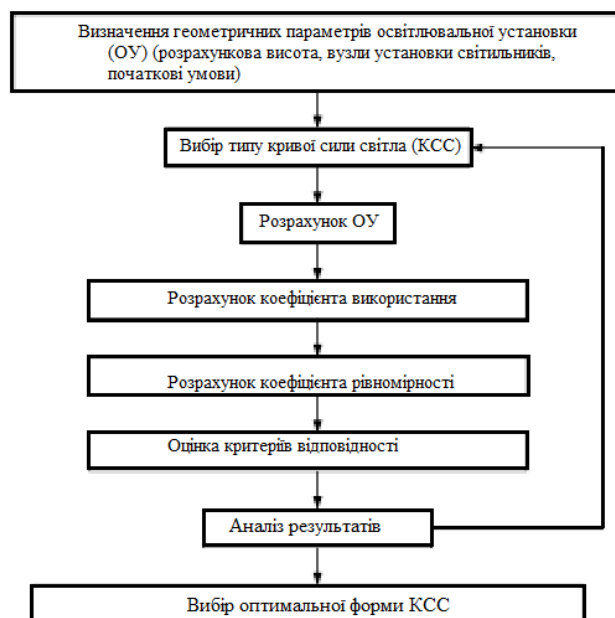 Визначення геометричних параметрів освітлювальної установки
(ОУ) (розрахункова висота, вузли установки світильників,
початкові умови)
Вибір типу кривої сили світла (КСС)
Розрахунок ОУ
Розрахунок коефіцієнта використання
Розрахунок коефіцієнта рівномірності
Оцінка критеріїв відповідності
Аналіз результатів
Вибір оптимальної форми КСС